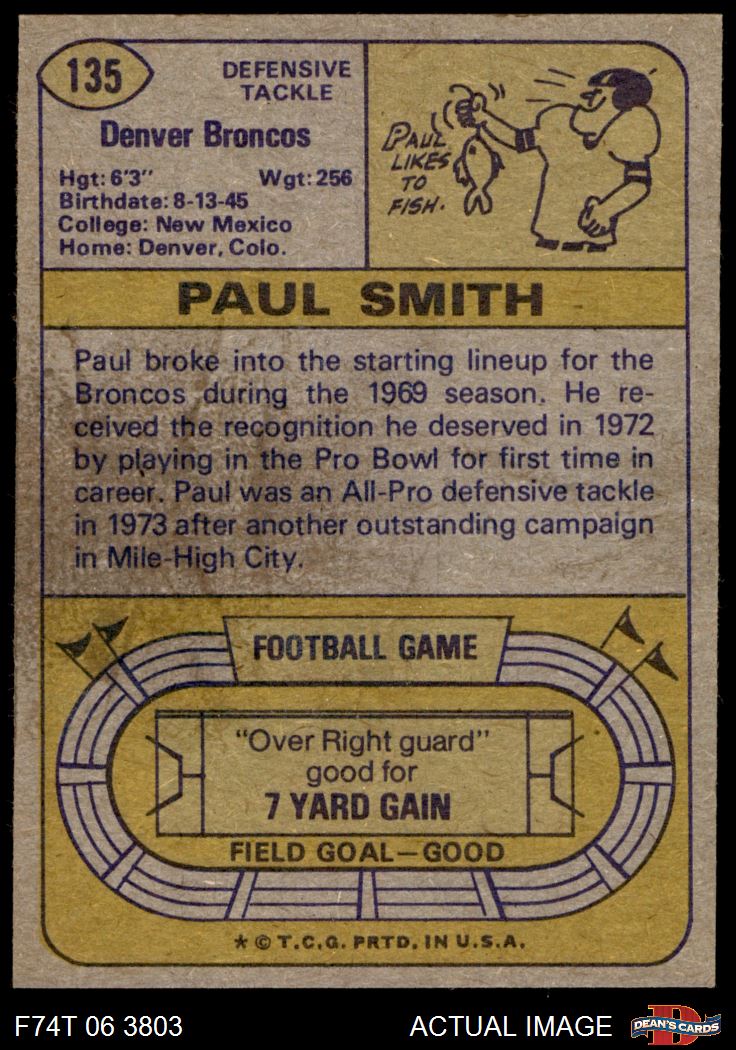 135
DEFENSIVE
TACKLE
Denver Broncos
Hgt: 6'3" Wgt: 256
Birthdate: 8-13-45
College: New Mexico
Home: Denver, Colo.
PAUL
LIKES
TO
FISH.
PAUL SMITH
Paul broke into the starting lineup for the
Broncos during the 1969 season. He re-
ceived the recognition he deserved in 1972
by playing in the Pro Bowl for first time in
career. Paul was an All-Pro defensive tackle
in 1973 after another outstanding campaign
in Mile-High City.
FOOTBALL GAME
"Over Right guard"
good for
7 YARD GAIN
FIELD GOAL—GOOD
* © T.C.G. PRTD. IN U.S.A.
F74T 06 3803 ACTUAL IMAGE
D
DEAN'S CARDS